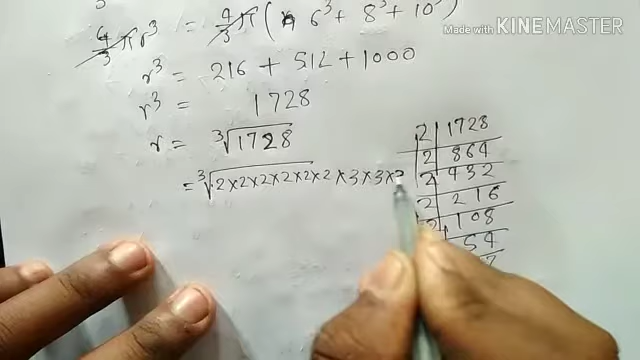 Made with KINEMASTER
4/3 πr³ = 4/3 π ( 6³ + 8³ + 10³
r³ = 216 + 512 + 1000
r³ = 1728
r = ³√1728
= ³√2×2×2×2×2×2×3×3×
2 | 1728
2 | 864
2 | 432
2 | 216
2 | 108
54